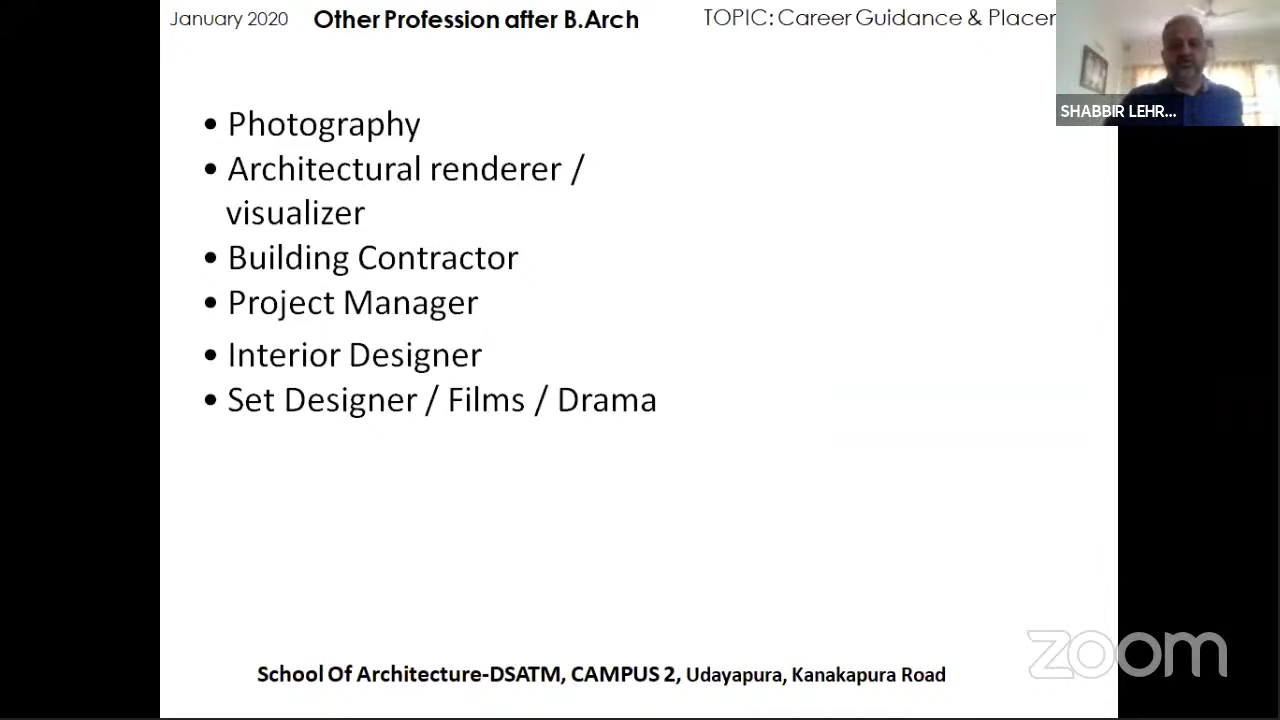 January 2020 Other Profession after B.Arch TOPIC: Career Guidance & Placer
SHABBIR LEHR...
• Photography
• Architectural renderer /
visualizer
• Building Contractor
• Project Manager
• Interior Designer
• Set Designer / Films / Drama
School Of Architecture-DSATM, CAMPUS 2, Udayapura, Kanakapura Road
zoom